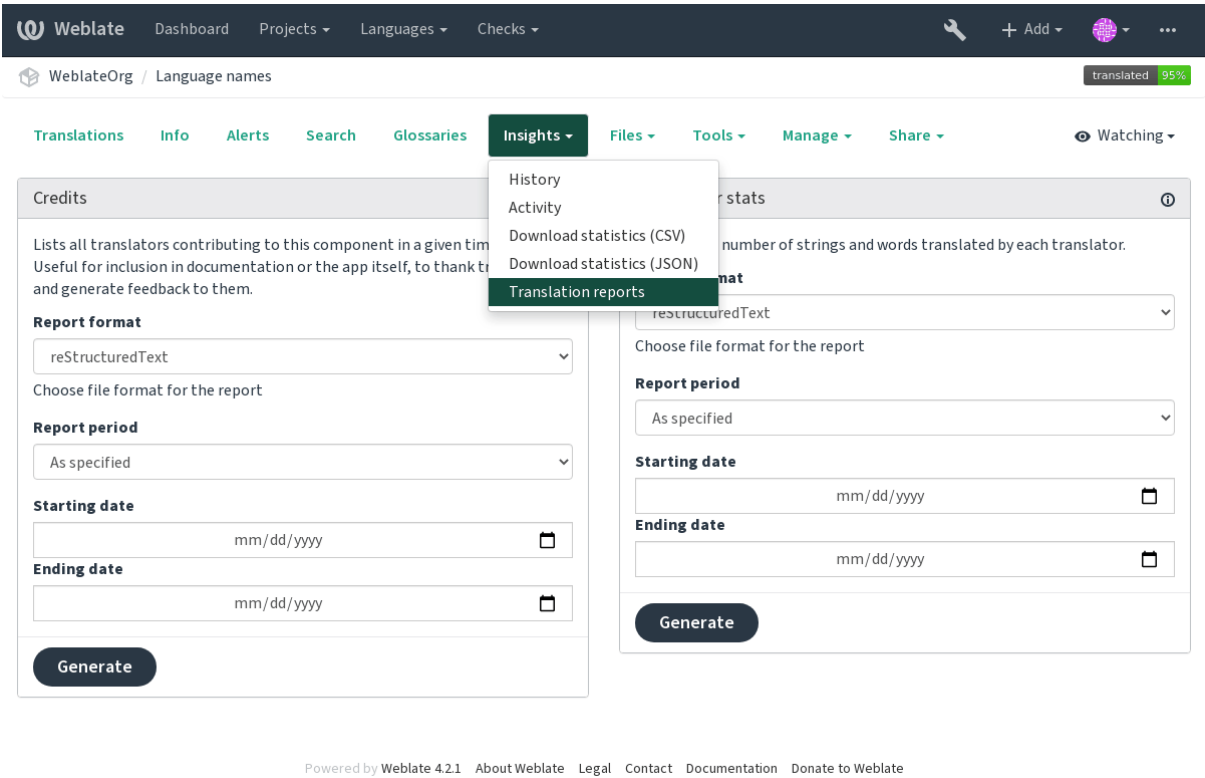 Weblate Dashboard Projects Languages Checks Add
WeblateOrg / Language names translated 95%
Translations Info Alerts Search Glossaries Insights Files Tools Manage Share Watching
History
Activity
Download statistics (CSV)
Download statistics (JSON)
Translation reports
Credits
Lists all translators contributing to this component in a given
Useful for inclusion in documentation or the app itself, to thank
and generate feedback to them.
Report format
reStructuredText
Choose file format for the report
Report period
As specified
Starting date
mm/dd/yyyy
Ending date
mm/dd/yyyy
Generate
stats
number of strings and words translated by each translator.
reStructuredText
Choose file format for the report
Report period
As specified
Starting date
mm/dd/yyyy
Ending date
mm/dd/yyyy
Generate
Powered by Weblate 4.2.1 About Weblate Legal Contact Documentation Donate to Weblate